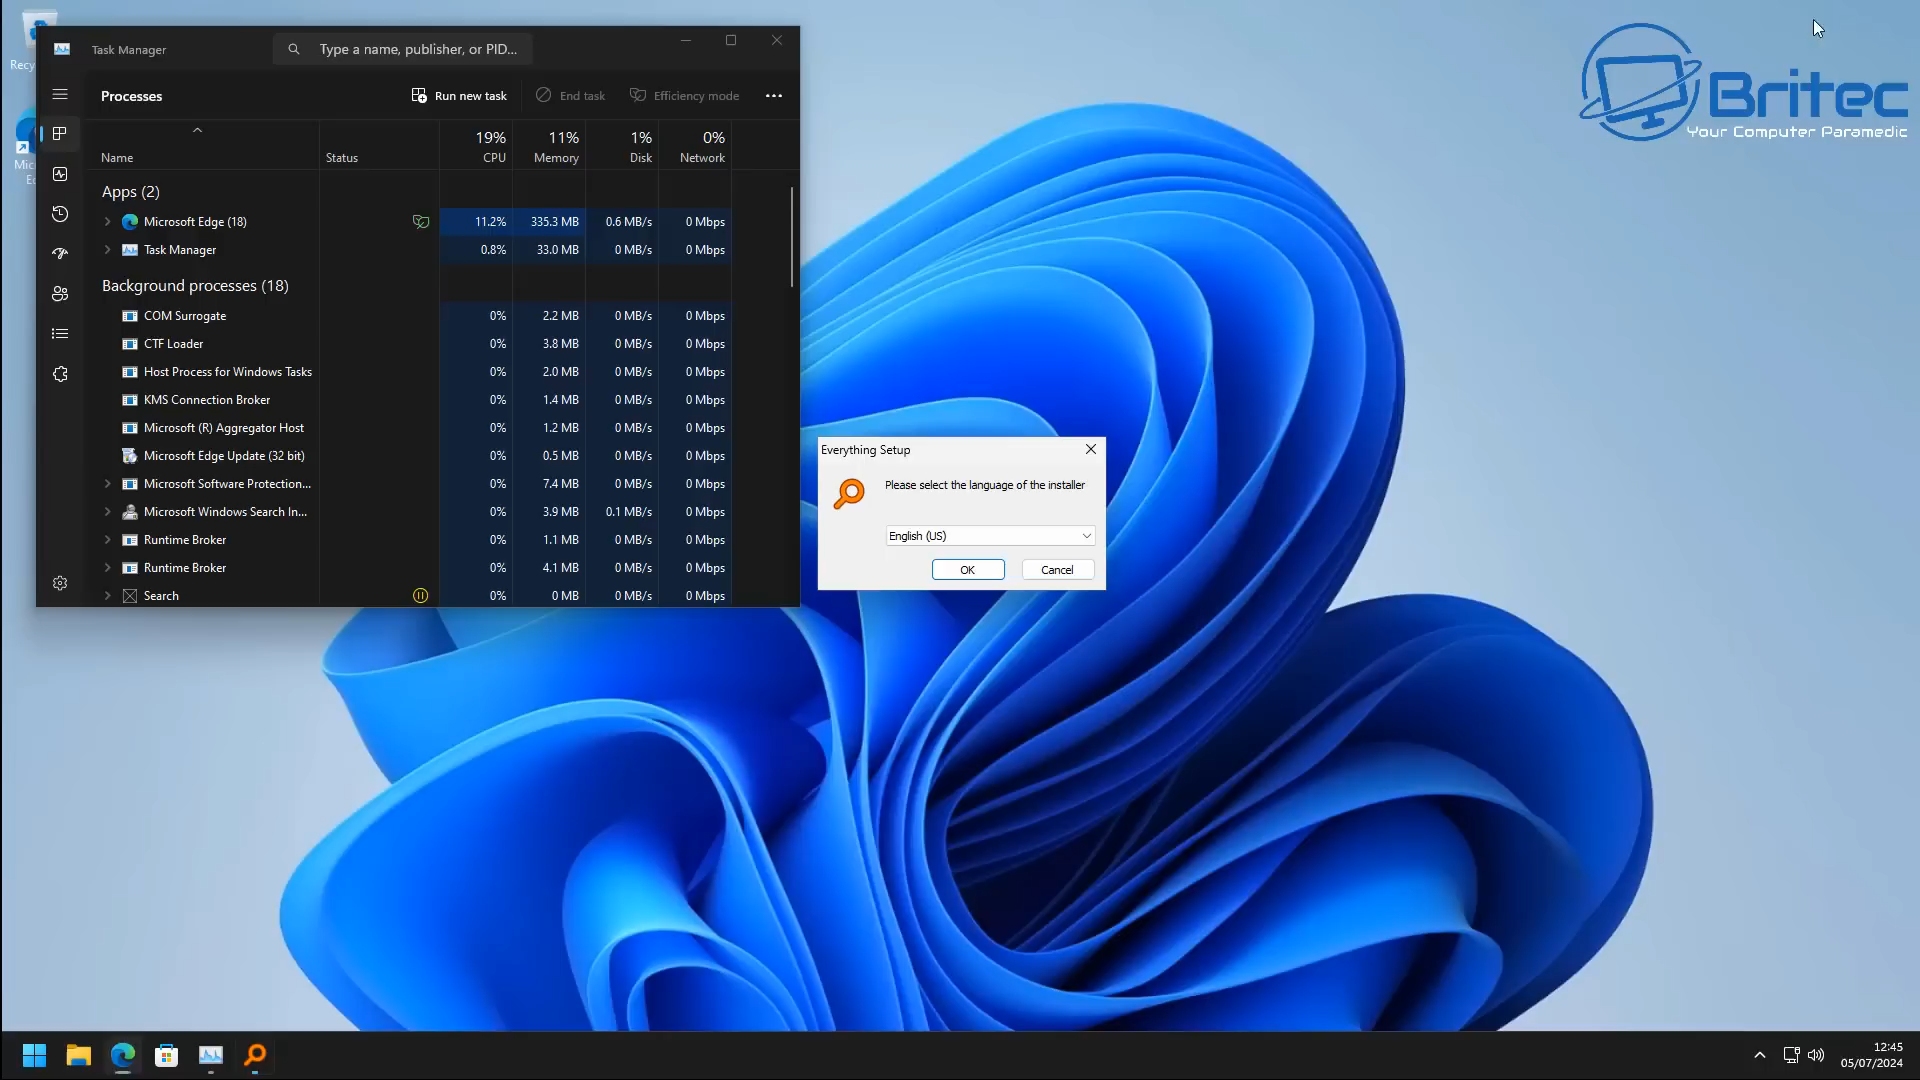 Recy
Mic
Ed
Task Manager
Type a name, publisher, or PID...
Processes
Run new task
End task
Efficiency mode
19%
11%
1%
0%
Name
Status
CPU
Memory
Disk
Network
Apps (2)
Microsoft Edge (18) 11.2% 335.3 MB 0.6 MB/s 0 Mbps
Task Manager 0.8% 33.0 MB 0 MB/s 0 Mbps
Background processes (18)
COM Surrogate 0% 2.2 MB 0 MB/s 0 Mbps
CTF Loader 0% 3.8 MB 0 MB/s 0 Mbps
Host Process for Windows Tasks 0% 2.0 MB 0 MB/s 0 Mbps
KMS Connection Broker 0% 1.4 MB 0 MB/s 0 Mbps
Microsoft (R) Aggregator Host 0% 1.2 MB 0 MB/s 0 Mbps
Microsoft Edge Update (32 bit) 0% 0.5 MB 0 MB/s 0 Mbps
Microsoft Software Protection... 0% 7.4 MB 0 MB/s 0 Mbps
Microsoft Windows Search In... 0% 3.9 MB 0.1 MB/s 0 Mbps
Runtime Broker 0% 1.1 MB 0 MB/s 0 Mbps
Runtime Broker 0% 4.1 MB 0 MB/s 0 Mbps
Search 0% 0 MB 0 MB/s 0 Mbps
Everything Setup
Please select the language of the installer
English (US)
OK
Cancel
Britec
Your Computer Paramedic
12:45
05/07/2024